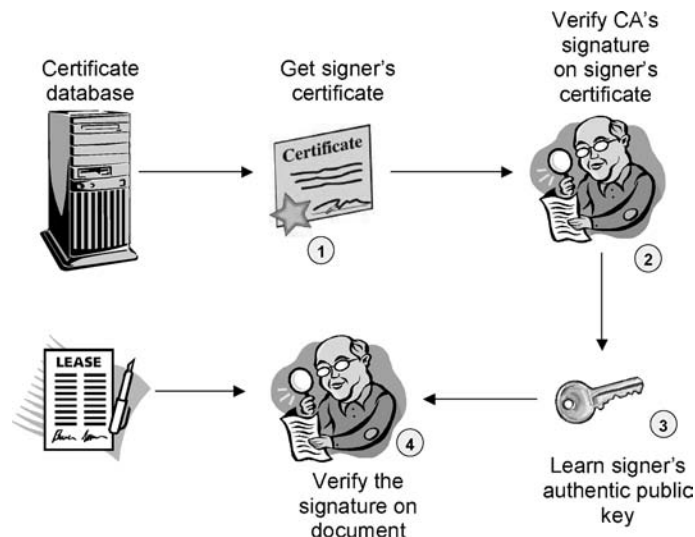 Certificate
database
Get signer's
certificate
Verify CA's
signature
on signer's
certificate
Certificate
1
2
LEASE
4
3
Verify the
signature on
document
Learn signer's
authentic public
key